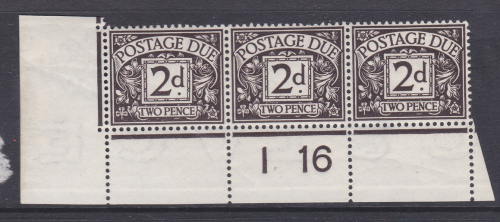 POSTAGE DUE POSTAGE DUE POSTAGE DUE
2d. 2d. 2d.
TWO PENCE TWO PENCE TWO PENCE
I 16